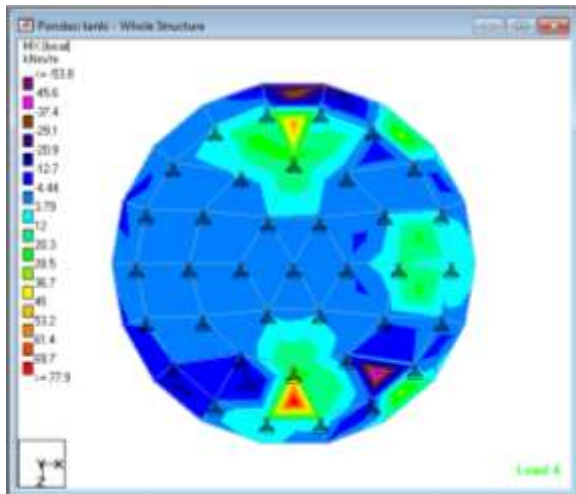 Pondasi tanki - Whole Structure
MX (local)
kNm/m
<= -53.8
-45.6
-37.4
-29.1
-20.9
-12.7
-4.44
3.79
12
20.3
28.5
36.7
45
53.2
61.4
69.7
>= 77.9
Y
X
Z
Load 4